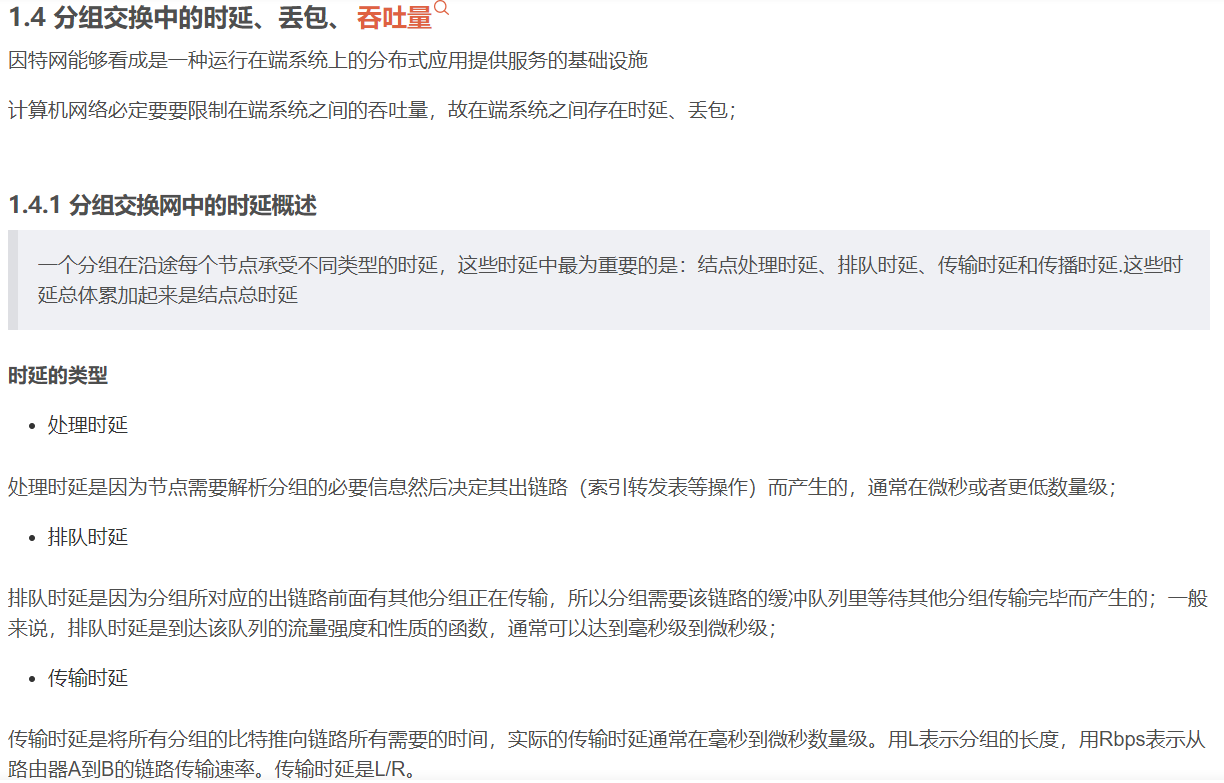 1.4 分组交换中的时延、丢包、 吞吐量
因特网能够看成是一种运行在端系统上的分布式应用提供服务的基础设施
计算机网络必定要要限制在端系统之间的吞吐量，故在端系统之间存在时延、丢包；
1.4.1 分组交换网中的时延概述
一个分组在沿途每个节点承受不同类型的时延，这些时延中最为重要的是：结点处理时延、排队时延、传输时延和传播时延.这些时
延总体累加起来是结点总时延
时延的类型
• 处理时延
处理时延是因为节点需要解析分组的必要信息然后决定其出链路（索引转发表等操作）而产生的，通常在微秒或者更低数量级；
• 排队时延
排队时延是因为分组所对应的出链路前面有其他分组正在传输，所以分组需要该链路的缓冲队列里等待其他分组传输完毕而产生的；一般
来说，排队时延是到达该队列的流量强度和性质的函数，通常可以达到毫秒级到微秒级；
• 传输时延
传输时延是将所有分组的比特推向链路所有需要的时间，实际的传输时延通常在毫秒到微秒数量级。用L表示分组的长度，用Rbps表示从
路由器A到B的链路传输速率。传输时延是L/R。